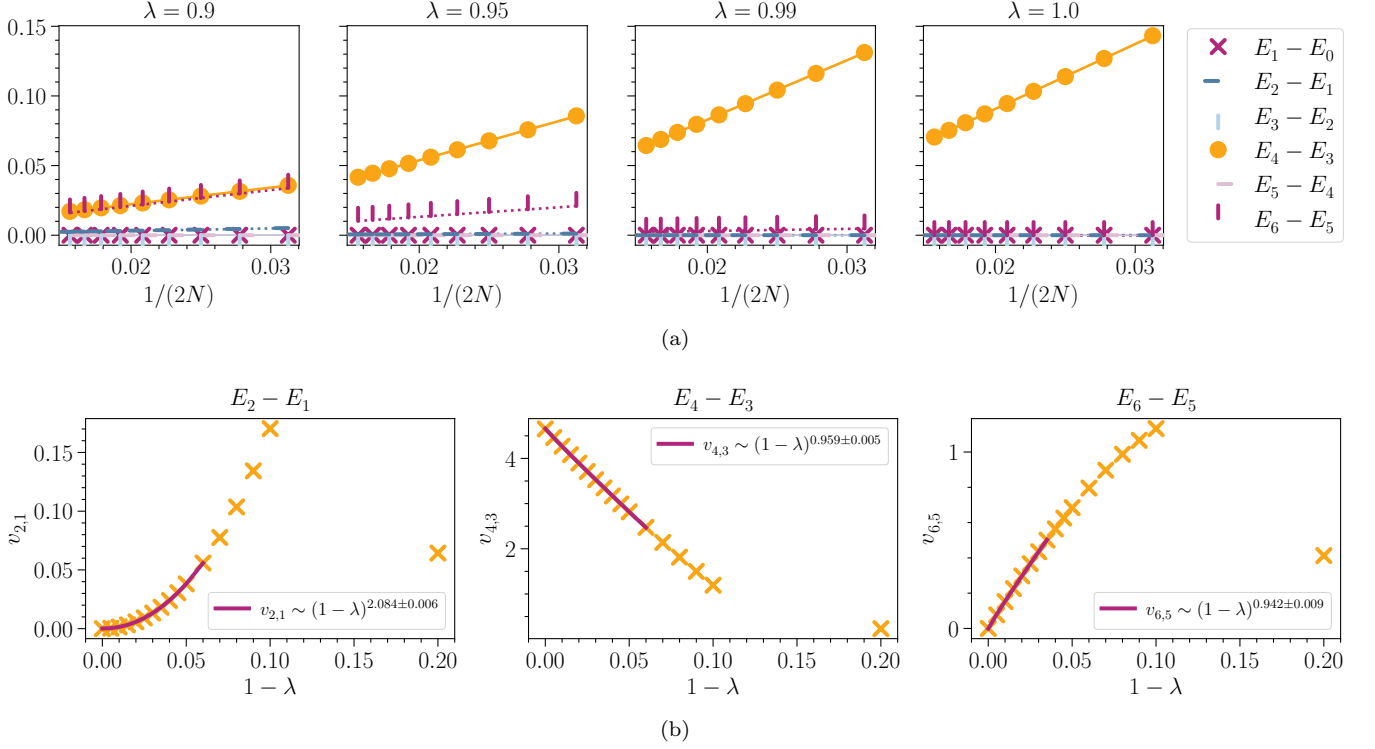 λ = 0.9 λ = 0.95 λ = 0.99 λ = 1.0
0.15
0.10
0.05
0.00
0.02 0.03 0.02 0.03 0.02 0.03 0.02 0.03
1/(2N) 1/(2N) 1/(2N) 1/(2N)
E₁ − E₀
E₂ − E₁
E₃ − E₂
E₄ − E₃
E₅ − E₄
E₆ − E₅
(a)
E₂ − E₁
v₂,₁
0.15
0.10
0.05
0.00
v₂,₁ ∼ (1 − λ)^2.084±0.006
0.00 0.05 0.10 0.15 0.20
1 − λ
E₄ − E₃
v₄,₃
4
2
v₄,₃ ∼ (1 − λ)^0.959±0.005
0.00 0.05 0.10 0.15 0.20
1 − λ
E₆ − E₅
v₆,₅
1
0
v₆,₅ ∼ (1 − λ)^0.942±0.009
0.00 0.05 0.10 0.15 0.20
1 − λ
(b)